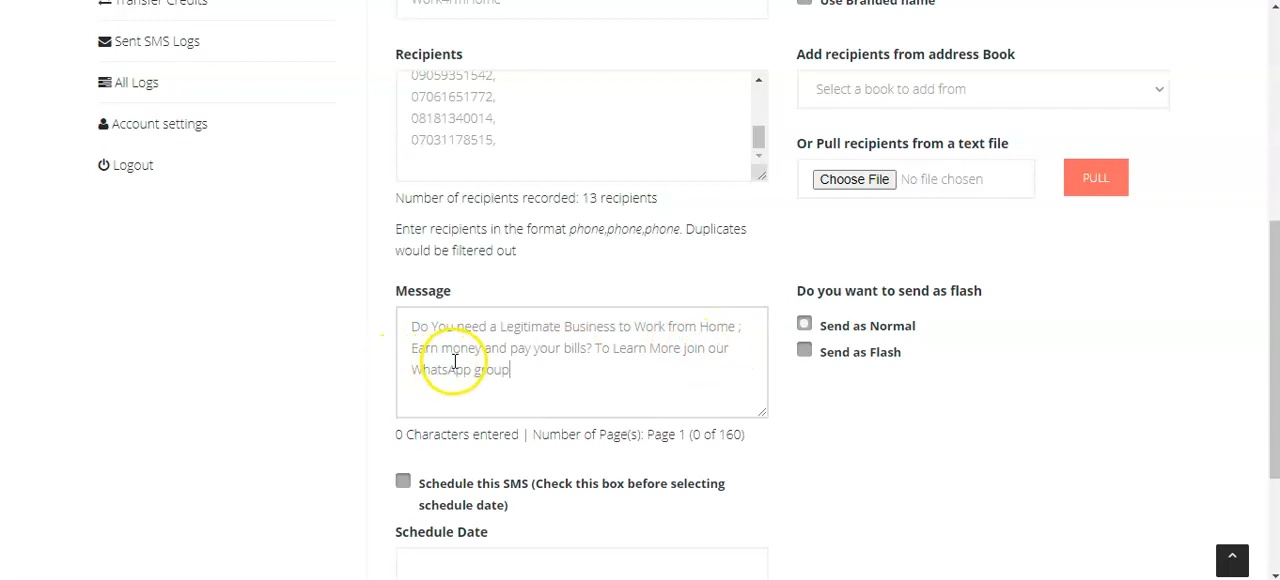 Transfer Credits
Sent SMS Logs
All Logs
Account settings
Logout
Work4rmHome
Use Branded name
Recipients
09059351542,
07061651772,
08181340014,
07031178515,
Number of recipients recorded: 13 recipients
Enter recipients in the format phone,phone,phone. Duplicates
would be filtered out
Add recipients from address Book
Select a book to add from
Or Pull recipients from a text file
Choose File No file chosen
PULL
Message
Do You need a Legitimate Business to Work from Home ;
Earn money and pay your bills? To Learn More join our
WhatsApp group
0 Characters entered | Number of Page(s): Page 1 (0 of 160)
Do you want to send as flash
Send as Normal
Send as Flash
Schedule this SMS (Check this box before selecting
schedule date)
Schedule Date